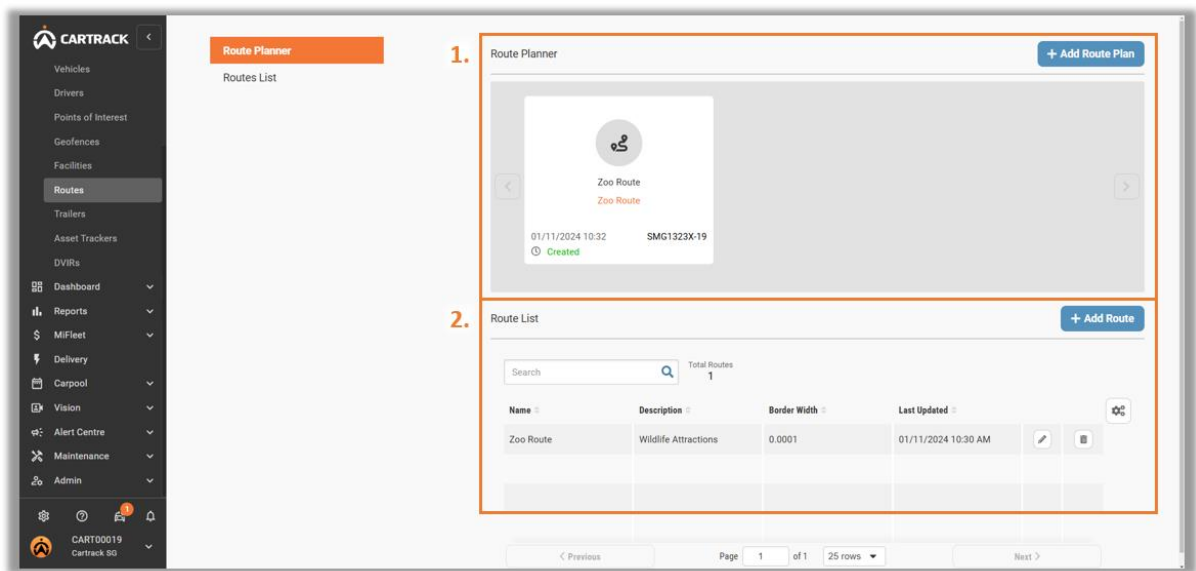 CARTRACK
Vehicles
Drivers
Points of Interest
Geofences
Facilities
Routes
Trailers
Asset Trackers
DVIRs
Dashboard
Reports
MiFleet
Delivery
Carpool
Vision
Alert Centre
Maintenance
Admin
1
CART00019
Cartrack SG
Route Planner
Routes List
1.
Route Planner
+ Add Route Plan
Zoo Route
Zoo Route
01/11/2024 10:32 SMG1323X-19
Created
2.
Route List
+ Add Route
Search
Total Routes
1
Name Description Border Width Last Updated
Zoo Route Wildlife Attractions 0.0001 01/11/2024 10:30 AM
< Previous Page 1 of 1 25 rows Next >